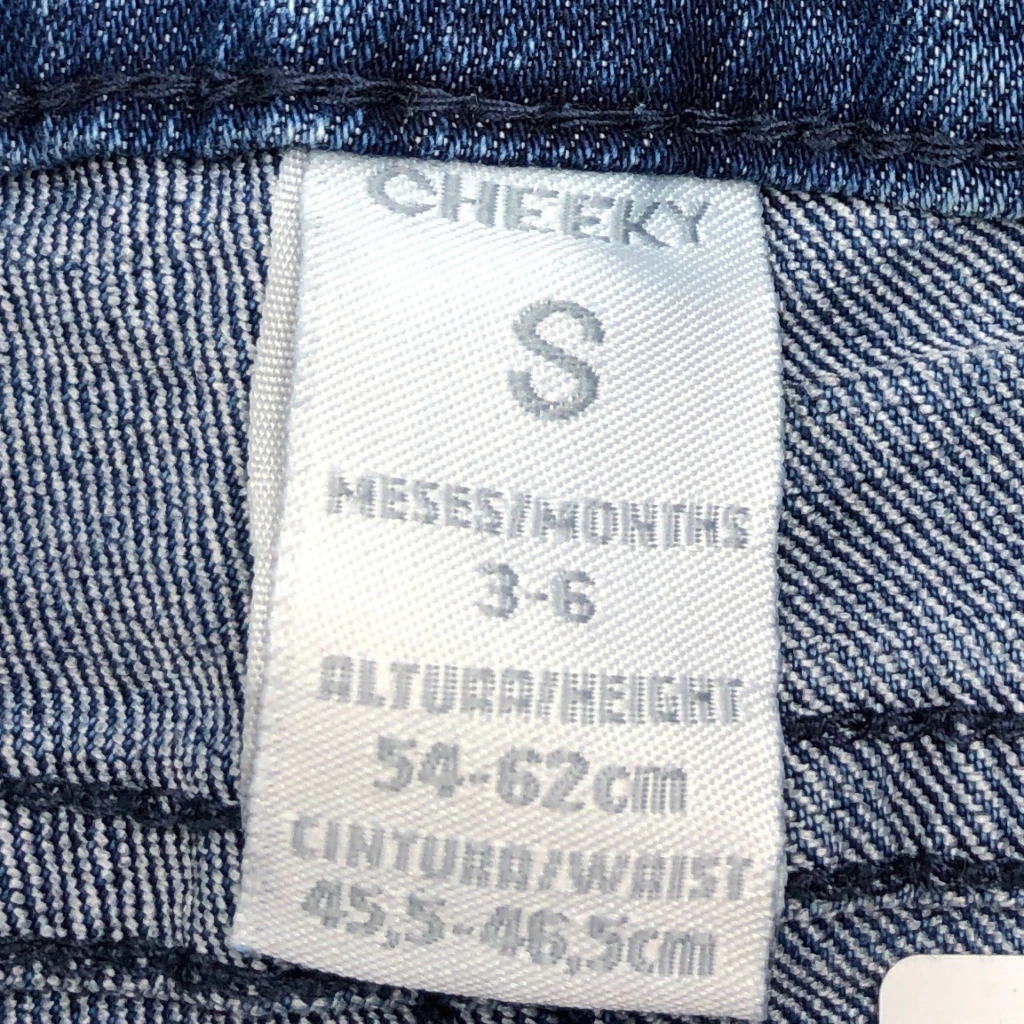 CHEEKY
S
MESES/MONTHS
3-6
ALTURA/HEIGHT
54-62cm
CINTURA/WAIST
45,5-46,5cm